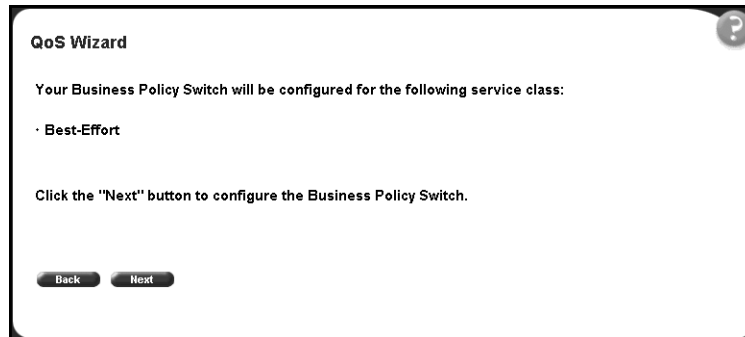 QoS Wizard
?
Your Business Policy Switch will be configured for the following service class:
· Best-Effort
Click the "Next" button to configure the Business Policy Switch.
Back Next